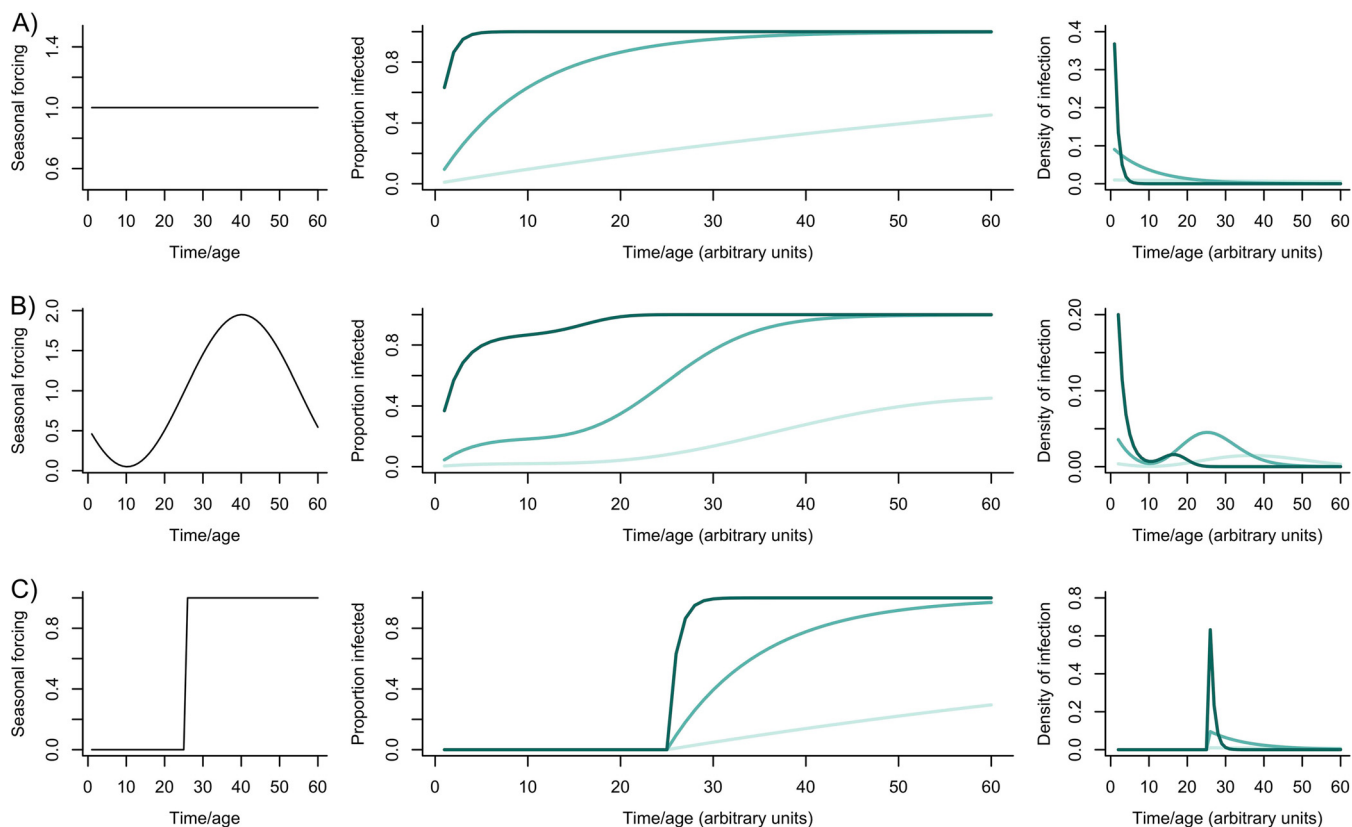 A)
Seasonal forcing
0.6 1.0 1.4
0 10 20 30 40 50 60
Time/age
Proportion infected
0.0 0.4 0.8
0 10 20 30 40 50 60
Time/age (arbitrary units)
Density of infection
0.0 0.1 0.2 0.3 0.4
0 10 20 30 40 50 60
Time/age (arbitrary units)
B)
Seasonal forcing
0.0 0.5 1.0 1.5 2.0
0 10 20 30 40 50 60
Time/age
Proportion infected
0.0 0.4 0.8
0 10 20 30 40 50 60
Time/age (arbitrary units)
Density of infection
0.00 0.10 0.20
0 10 20 30 40 50 60
Time/age (arbitrary units)
C)
Seasonal forcing
0.0 0.4 0.8
0 10 20 30 40 50 60
Time/age
Proportion infected
0.0 0.4 0.8
0 10 20 30 40 50 60
Time/age (arbitrary units)
Density of infection
0.0 0.2 0.4 0.6 0.8
0 10 20 30 40 50 60
Time/age (arbitrary units)